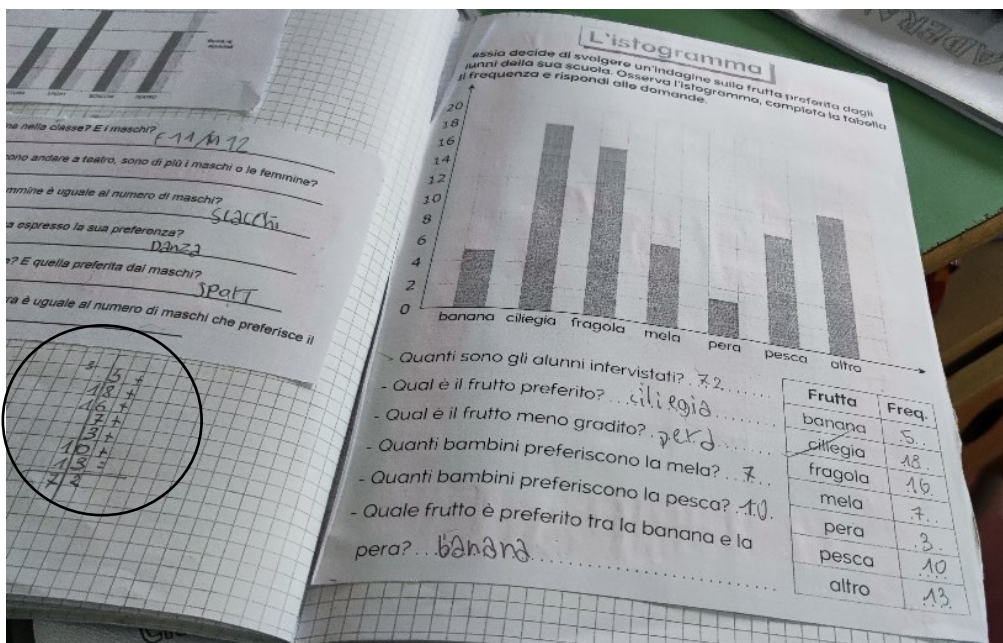 na nella classe? E i maschi?
F 11/M 12
ono andare a teatro, sono di più i maschi o le femmine?
mmine è uguale al numero di maschi?
Scacchi
a espresso la sua preferenza?
Danza
e? E quella preferita dai maschi?
SPorT
ra è uguale al numero di maschi che preferisce il
3
5 +
18 +
16 +
7 +
3 +
10 +
13 =
72
L'istogramma
essia decide di svolgere un'indagine sulla frutta preferita dagli
unni della sua scuola. Osserva l'istogramma, completa la tabella
di frequenza e rispondi alle domande.
20
18
16
14
12
10
8
6
4
2
0
banana ciliegia fragola mela pera pesca altro
- Quanti sono gli alunni intervistati? 72
- Qual è il frutto preferito? ciliegia
- Qual è il frutto meno gradito? pera
- Quanti bambini preferiscono la mela? 7
- Quanti bambini preferiscono la pesca? 10.
- Quale frutto è preferito tra la banana e la
pera? banana
Frutta Freq.
banana 5
ciliegia 18
fragola 16
mela 7
pera 3
pesca 10
altro 13